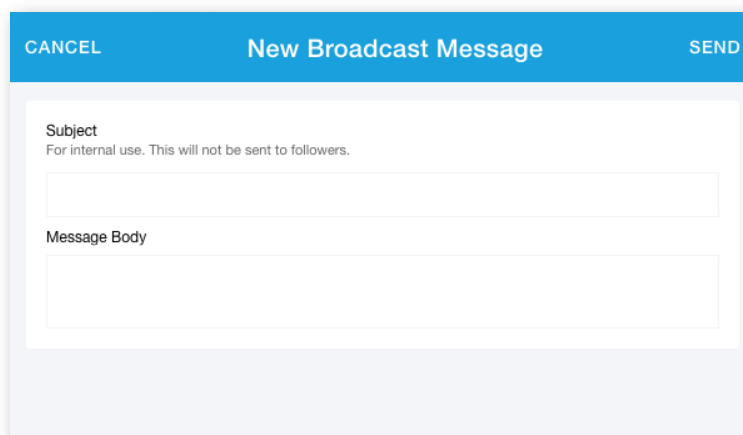 CANCEL New Broadcast Message SEND
Subject
For internal use. This will not be sent to followers.
Message Body